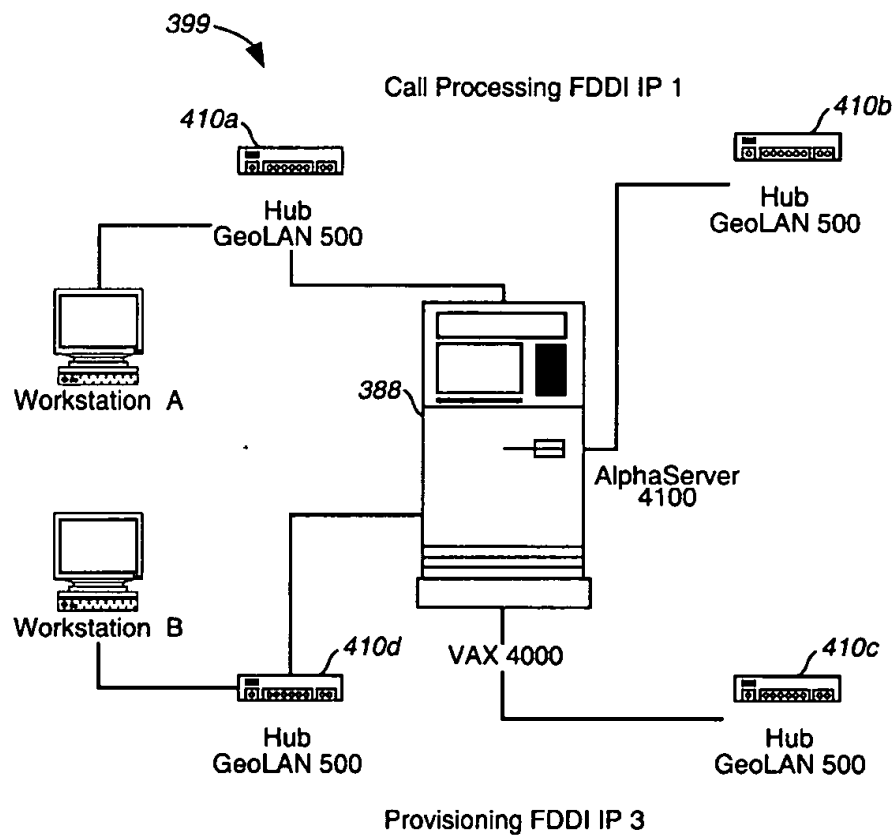 399
Call Processing FDDI IP 1
410a
410b
Hub
GeoLAN 500
Hub
GeoLAN 500
Workstation A
388
AlphaServer
4100
Workstation B
410d
VAX 4000
410c
Hub
GeoLAN 500
Hub
GeoLAN 500
Provisioning FDDI IP 3